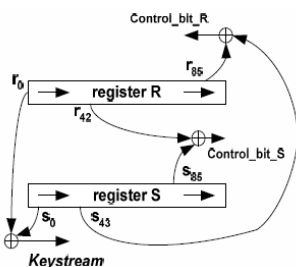 Control_bit_R
r85
r0
register R
r42
Control_bit_S
s85
register S
s0
s43
Keystream